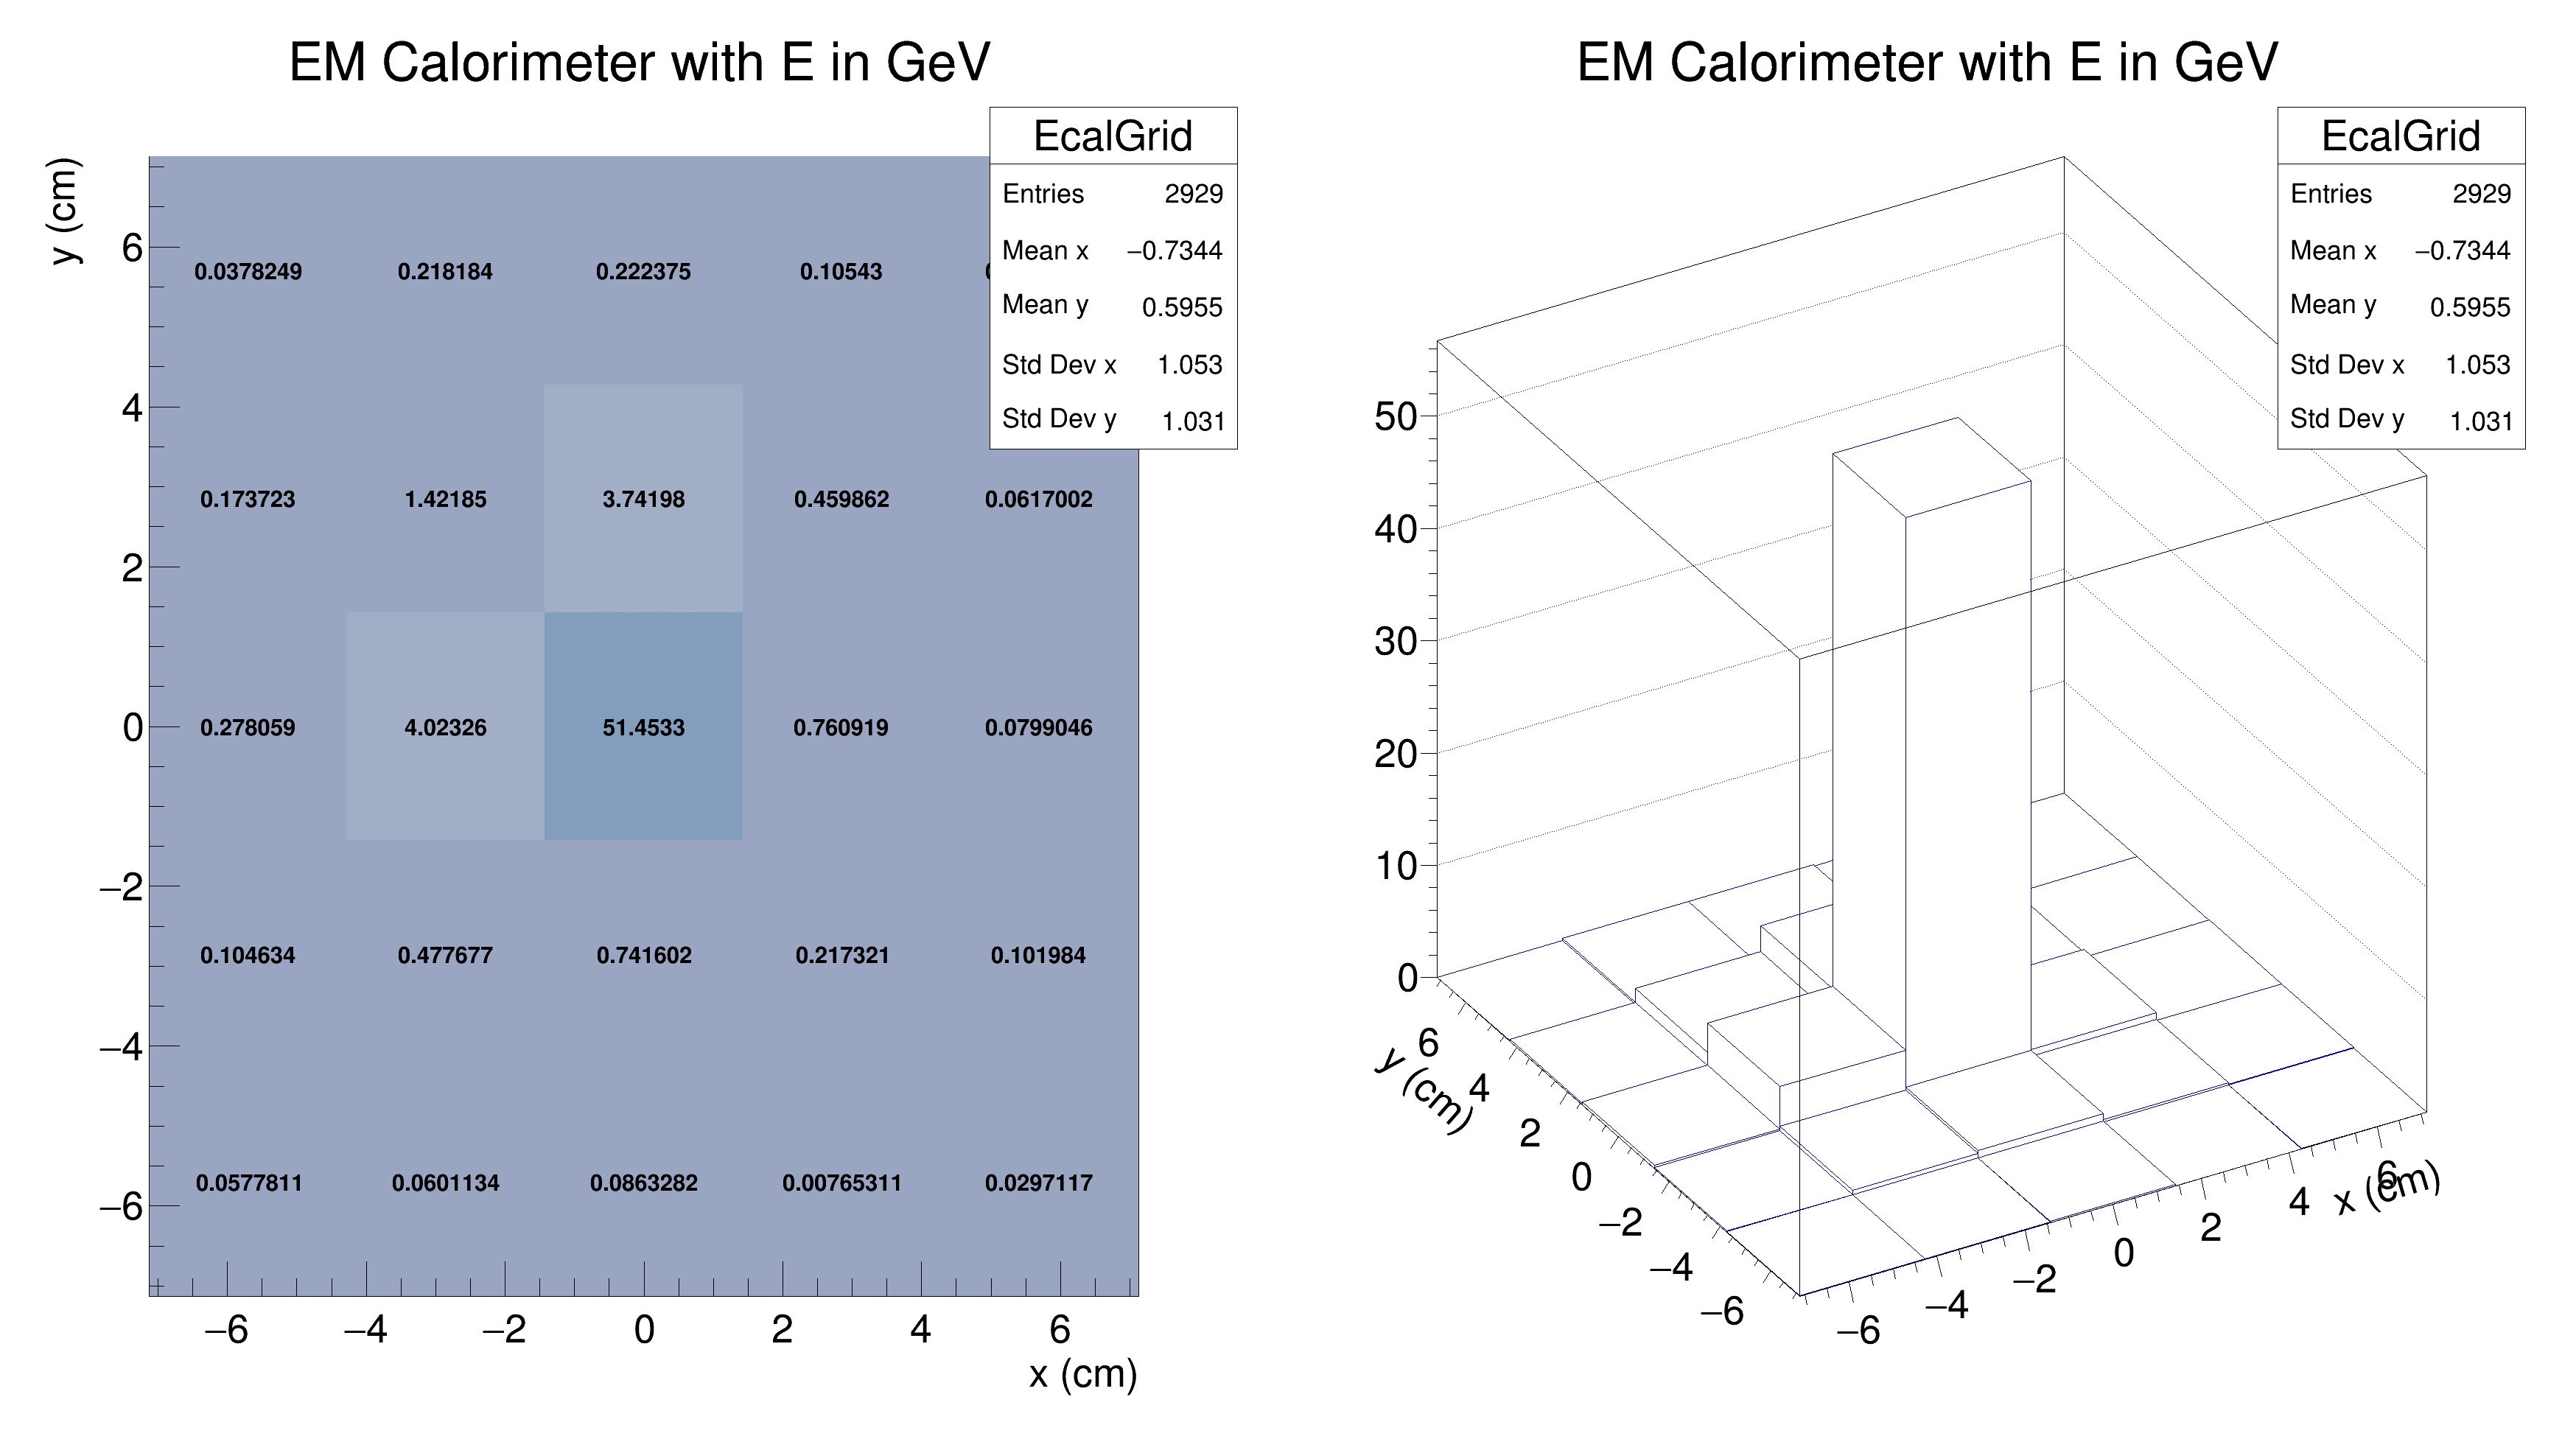 EM Calorimeter with E in GeV
EcalGrid
Entries 2929
Mean x −0.7344
Mean y 0.5955
Std Dev x 1.053
Std Dev y 1.031
y (cm)
6
4
2
0
−2
−4
−6
0.0378249 0.218184 0.222375 0.10543
0.173723 1.42185 3.74198 0.459862 0.0617002
0.278059 4.02326 51.4533 0.760919 0.0799046
0.104634 0.477677 0.741602 0.217321 0.101984
0.0577811 0.0601134 0.0863282 0.00765311 0.0297117
−6 −4 −2 0 2 4 6
x (cm)
EM Calorimeter with E in GeV
EcalGrid
Entries 2929
Mean x −0.7344
Mean y 0.5955
Std Dev x 1.053
Std Dev y 1.031
50
40
30
20
10
0
y (cm)
6
4
2
0
−2
−4
−6
−6
−4
−2
0
2
4
6
x (cm)